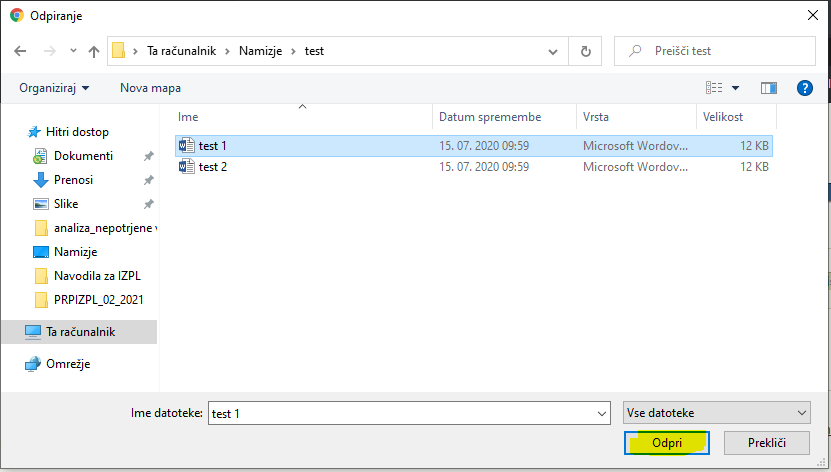 Odpiranje
Ta računalnik > Namizje > test
Preišči test
Organiziraj
Nova mapa
Ime
Datum spremembe
Vrsta
Velikost
test 1
15. 07. 2020 09:59
Microsoft Wordov...
12 KB
test 2
15. 07. 2020 09:59
Microsoft Wordov...
12 KB
Hitri dostop
Dokumenti
Prenosi
Slike
analiza_nepotrjene v
Namizje
Navodila za IZPL
PRPIZPL_02_2021
Ta računalnik
Omrežje
Ime datoteke:
test 1
Vse datoteke
Odpri
Prekliči